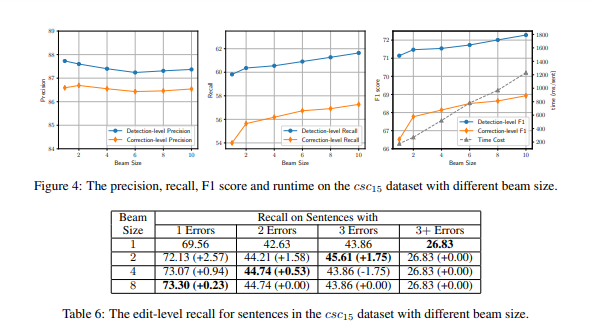 89
88
87
86
85
84
Precision
2 4 6 8 10
Beam Size
Detection-level Precision
Correction-level Precision
62
60
58
56
54
Recall
2 4 6 8 10
Beam Size
Detection-level Recall
Correction-level Recall
72
71
70
69
68
67
66
F1 score
2 4 6 8 10
Beam Size
1800
1600
1400
1200
1000
800
600
400
200
time (ms/sent)
Detection-level F1
Correction-level F1
Time Cost
Figure 4: The precision, recall, F1 score and runtime on the csc15 dataset with different beam size.
Beam Size Recall on Sentences with
1 Errors 2 Errors 3 Errors 3+ Errors
1 69.56 42.63 43.86 26.83
2 72.13 (+2.57) 44.21 (+1.58) 45.61 (+1.75) 26.83 (+0.00)
4 73.07 (+0.94) 44.74 (+0.53) 43.86 (-1.75) 26.83 (+0.00)
8 73.30 (+0.23) 44.74 (+0.00) 43.86 (+0.00) 26.83 (+0.00)
Table 6: The edit-level recall for sentences in the csc15 dataset with different beam size.